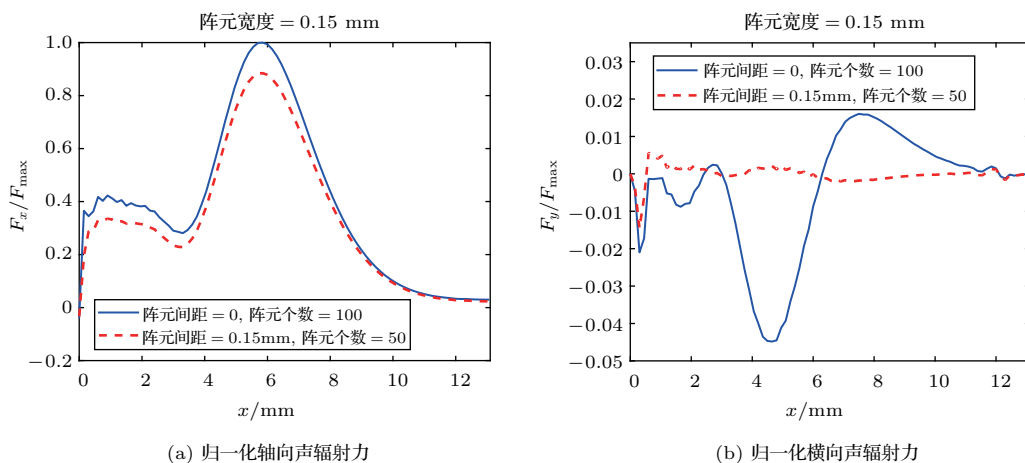 阵元宽度 = 0.15 mm
1.0
0.8
0.6
0.4
0.2
0
−0.2
F_x/F_max
阵元间距 = 0, 阵元个数 = 100
阵元间距 = 0.15mm, 阵元个数 = 50
0 2 4 6 8 10 12
x/mm
(a) 归一化轴向声辐射力
阵元宽度 = 0.15 mm
0.035
0.02
0.01
0
−0.01
−0.02
−0.03
−0.04
−0.05
F_y/F_max
阵元间距 = 0, 阵元个数 = 100
阵元间距 = 0.15mm, 阵元个数 = 50
0 2 4 6 8 10 12
x/mm
(b) 归一化横向声辐射力